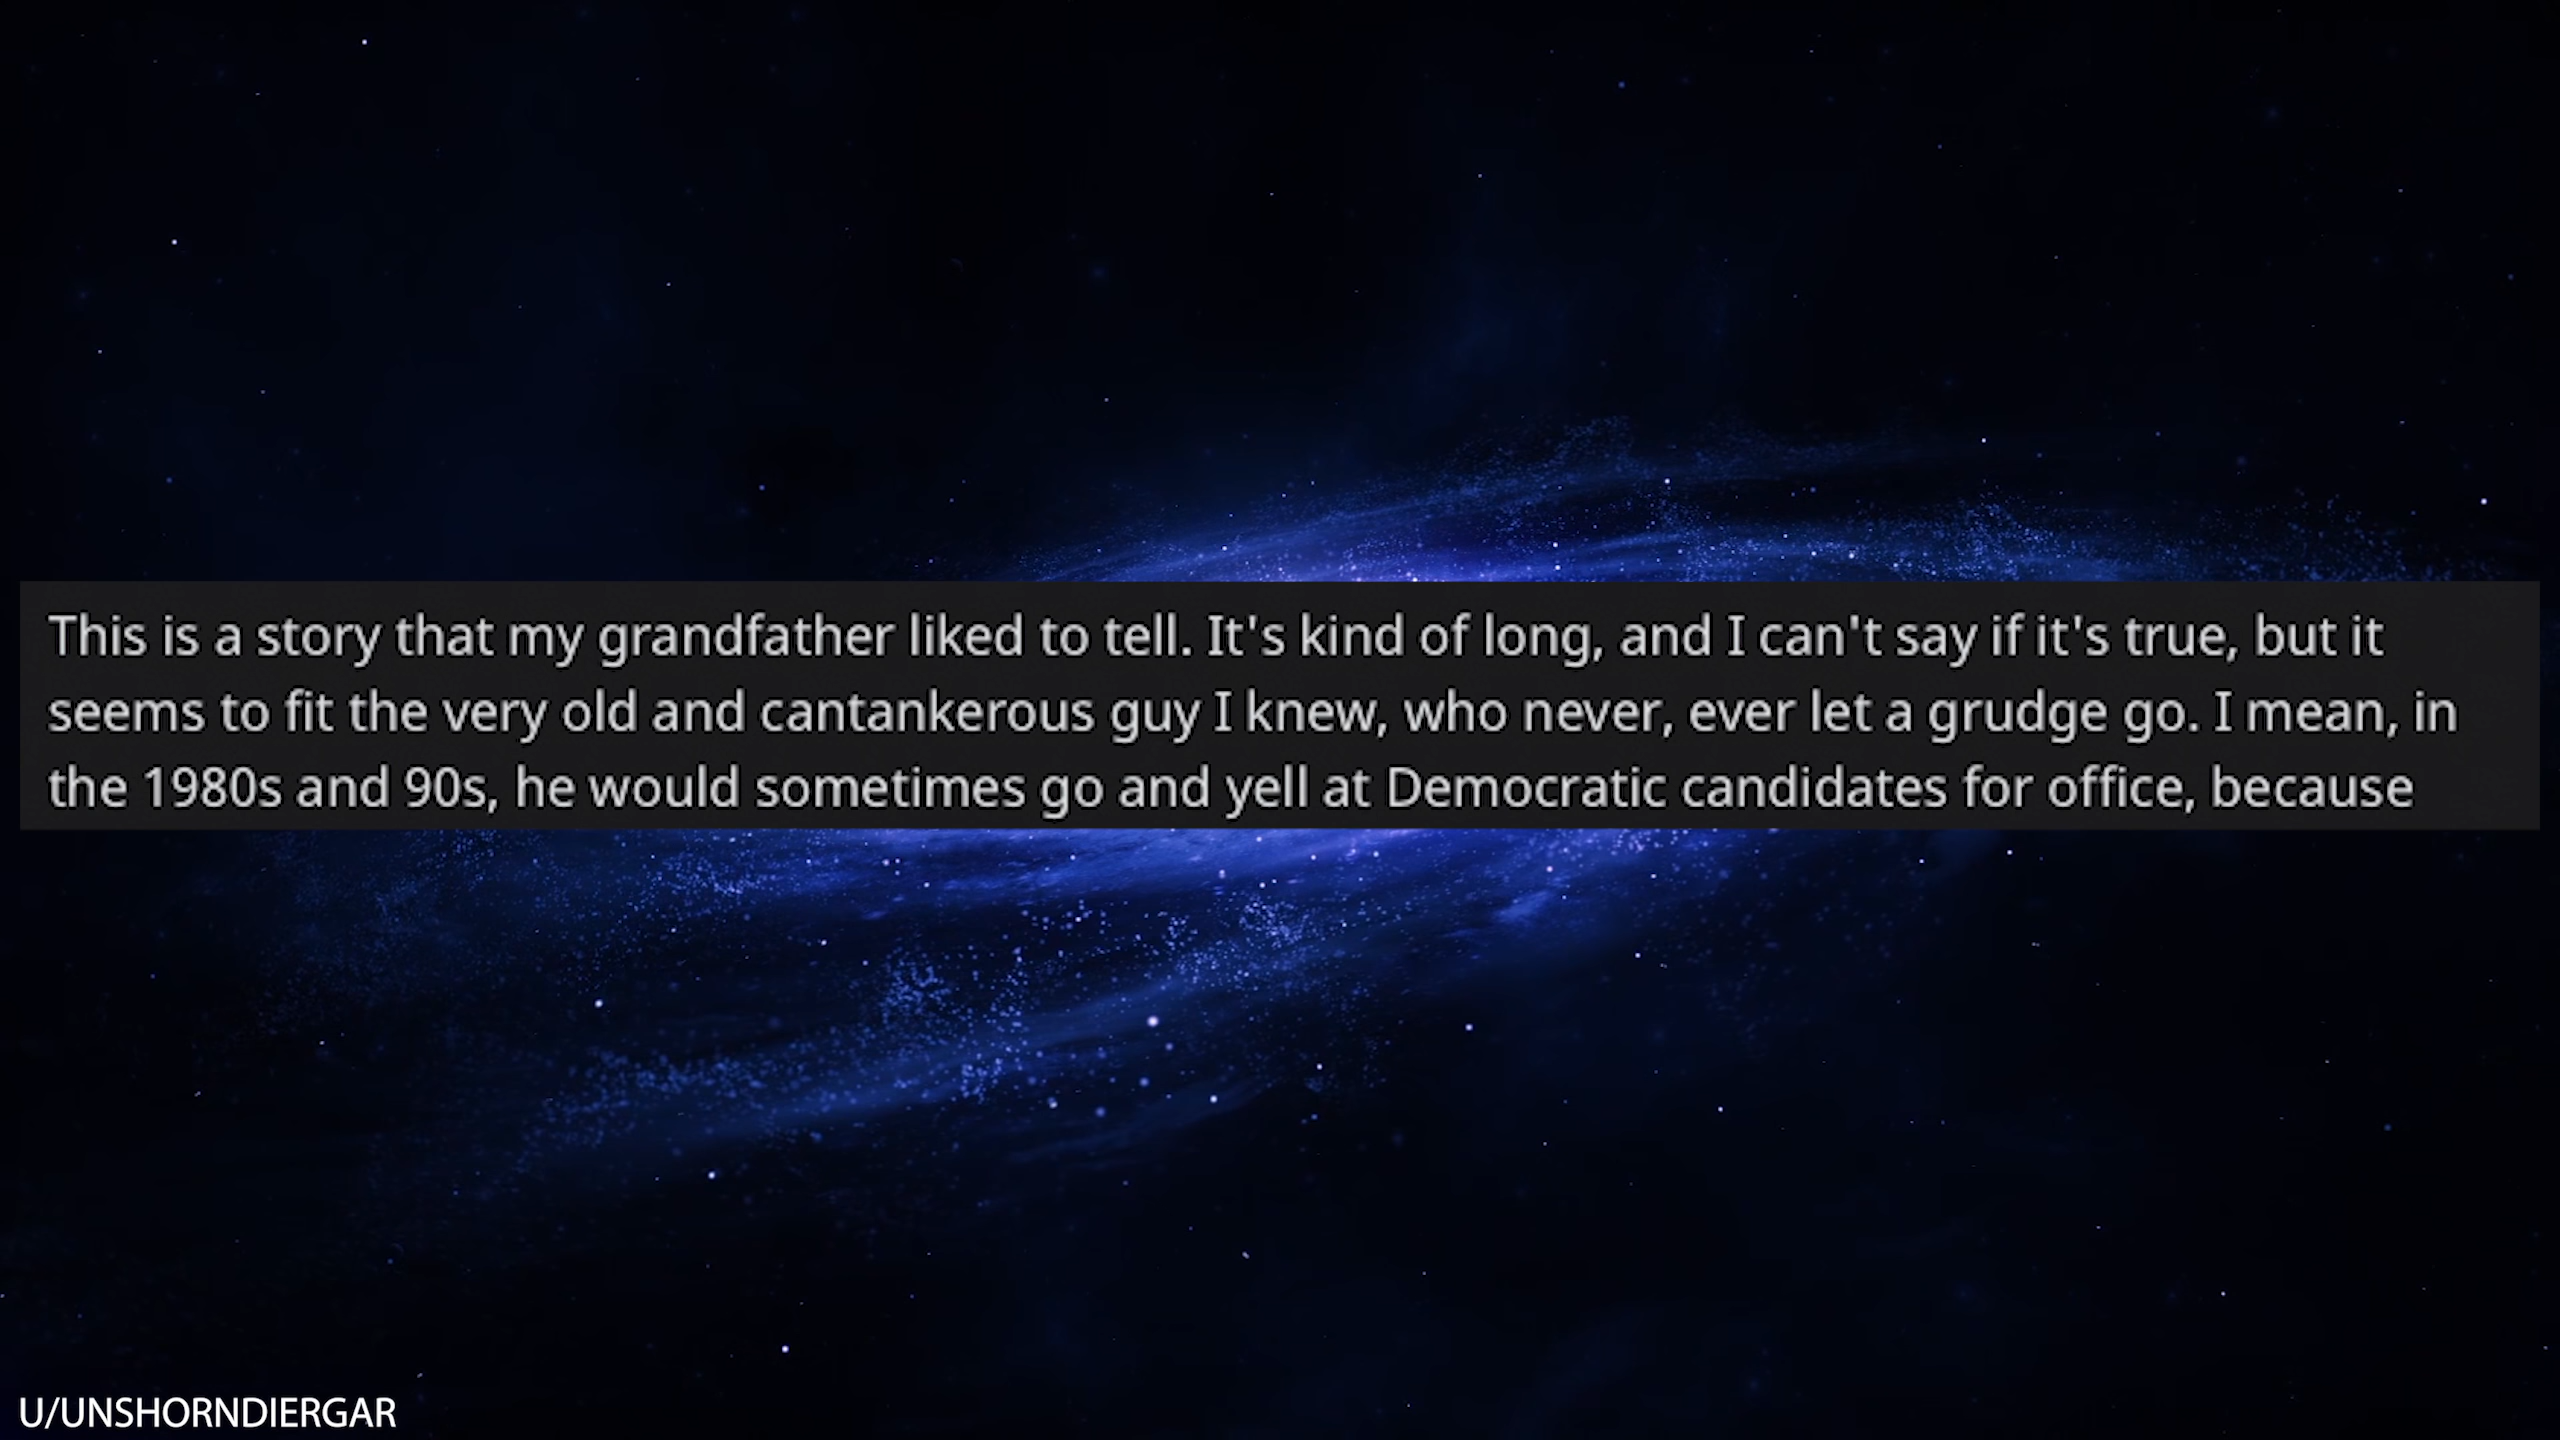 This is a story that my grandfather liked to tell. It's kind of long, and I can't say if it's true, but it
seems to fit the very old and cantankerous guy I knew, who never, ever let a grudge go. I mean, in
the 1980s and 90s, he would sometimes go and yell at Democratic candidates for office, because
U/UNSHORNDIERGAR